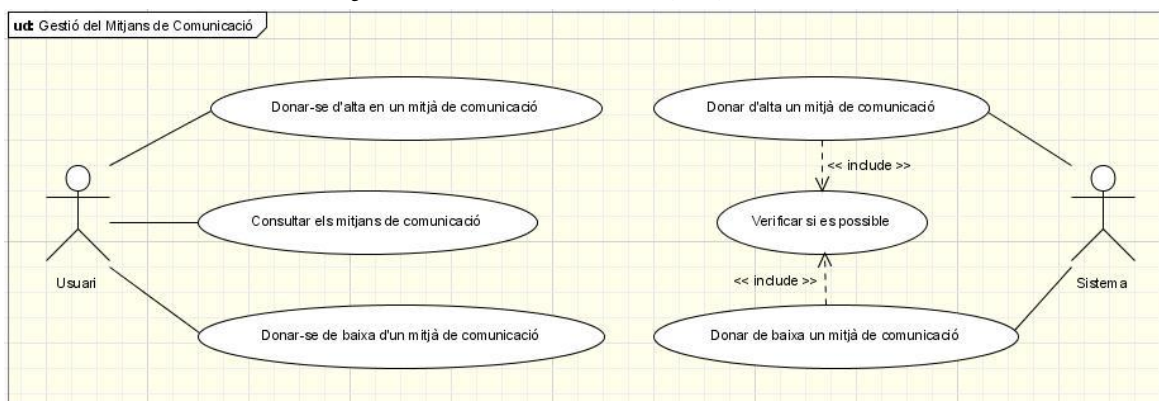 ud: Gestió del Mitjans de Comunicació
Donar-se d'alta en un mitjà de comunicació
Donar d'alta un mitjà de comunicació
<< include >>
Consultar els mitjans de comunicació
Verificar si es possible
Usuari
<< include >>
Sistema
Donar-se de baixa d'un mitjà de comunicació
Donar de baixa un mitjà de comunicació